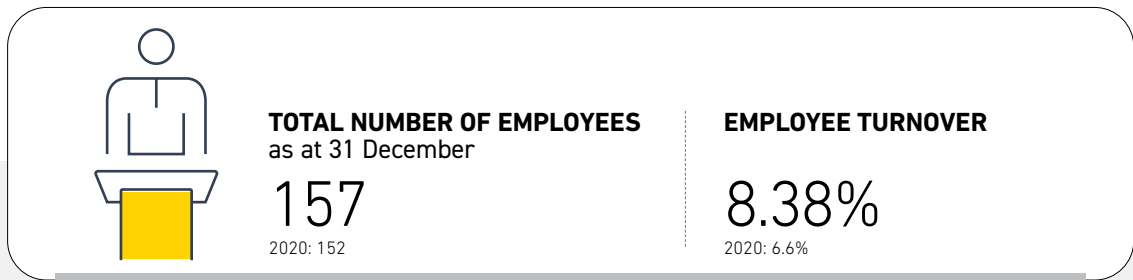 TOTAL NUMBER OF EMPLOYEES
as at 31 December
157
2020: 152
EMPLOYEE TURNOVER
8.38%
2020: 6.6%